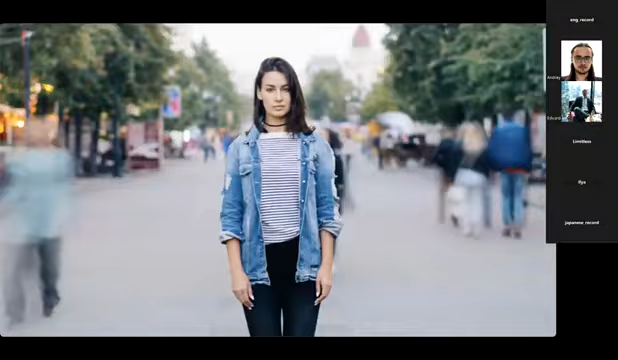 eng_record
Andrey
Eduard
Limitless
Ilya
japanese_record